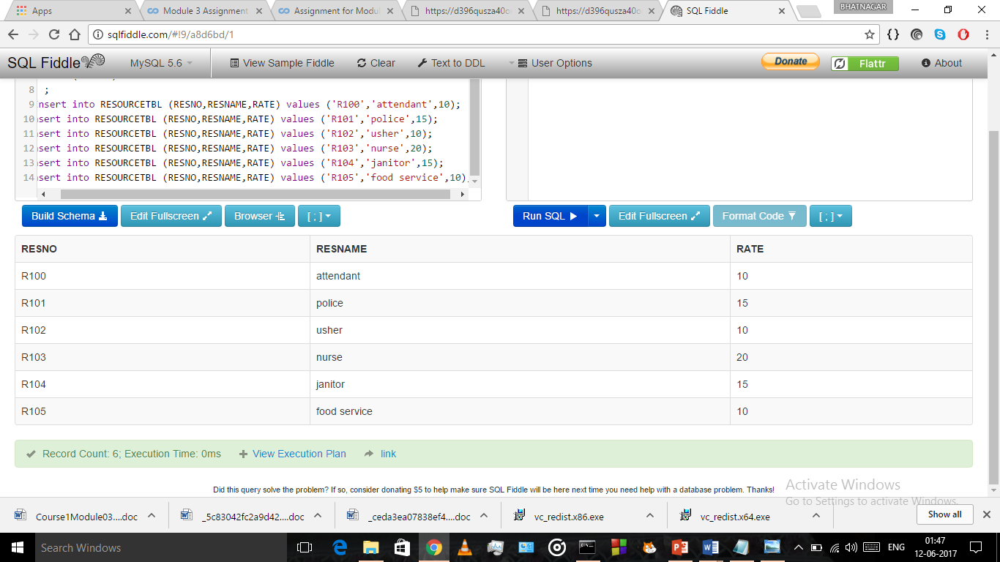 Apps
Module 3 Assignment
Assignment for Modul
https://d396qusza40o
https://d396qusza40o
SQL Fiddle
BHATNAGAR
sqlfiddle.com/#!9/a8d6bd/1
SQL Fiddle
MySQL 5.6
View Sample Fiddle
Clear
Text to DDL
User Options
Donate
Flattr
About
8 ;
9 nsert into RESOURCETBL (RESNO,RESNAME,RATE) values ('R100','attendant',10);
10 sert into RESOURCETBL (RESNO,RESNAME,RATE) values ('R101','police',15);
11 sert into RESOURCETBL (RESNO,RESNAME,RATE) values ('R102','usher',10);
12 sert into RESOURCETBL (RESNO,RESNAME,RATE) values ('R103','nurse',20);
13 sert into RESOURCETBL (RESNO,RESNAME,RATE) values ('R104','janitor',15);
14 sert into RESOURCETBL (RESNO,RESNAME,RATE) values ('R105','food service',10)
Build Schema
Edit Fullscreen
Browser
[ ; ]
Run SQL
Edit Fullscreen
Format Code
[ ; ]
RESNO RESNAME RATE
R100 attendant 10
R101 police 15
R102 usher 10
R103 nurse 20
R104 janitor 15
R105 food service 10
Record Count: 6; Execution Time: 0ms
View Execution Plan
link
Did this query solve the problem? If so, consider donating $5 to help make sure SQL Fiddle will be here next time you need help with a database problem. Thanks!
Activate Windows
Go to Settings to activate Windows.
Course1Module03....doc
_5c83042fc2a9d42....doc
_ceda3ea07838ef4....doc
vc_redist.x86.exe
vc_redist.x64.exe
Show all
Search Windows
ENG
01:47
12-06-2017